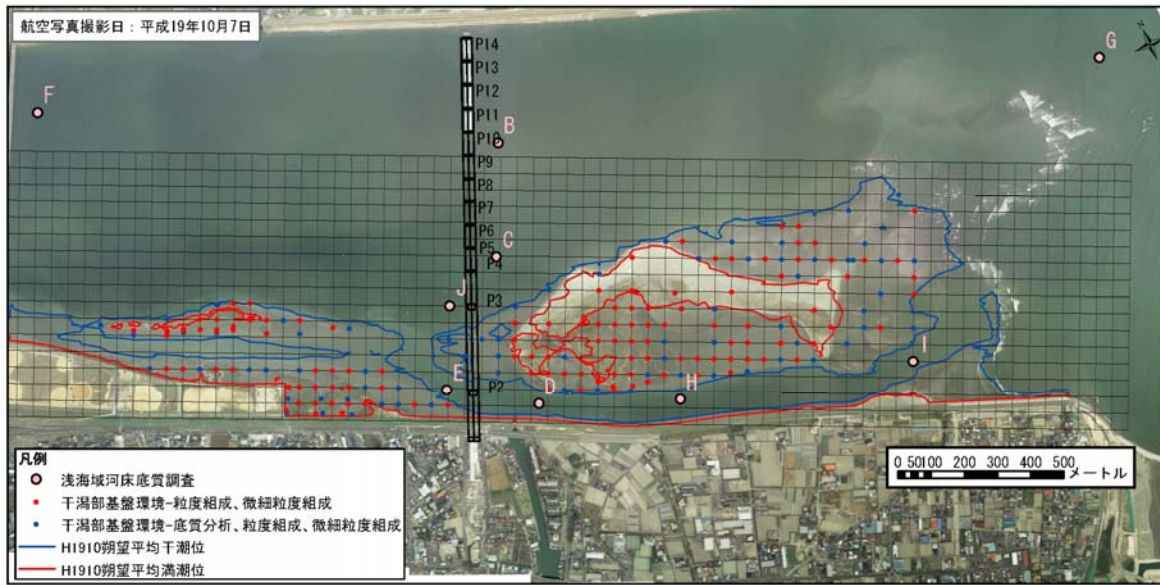 航空写真撮影日：平成19年10月7日
N
G
F
P14
P13
P12
P11
P10
B
P9
P8
P7
P6
P5
C
P4
J
P3
I
E
P2
D
H
凡例
浅海域河床底質調査
干潟部基盤環境-粒度組成、微細粒度組成
干潟部基盤環境-底質分析、粒度組成、微細粒度組成
H1910朔望平均干潮位
H1910朔望平均満潮位
0 50100 200 300 400 500
メートル